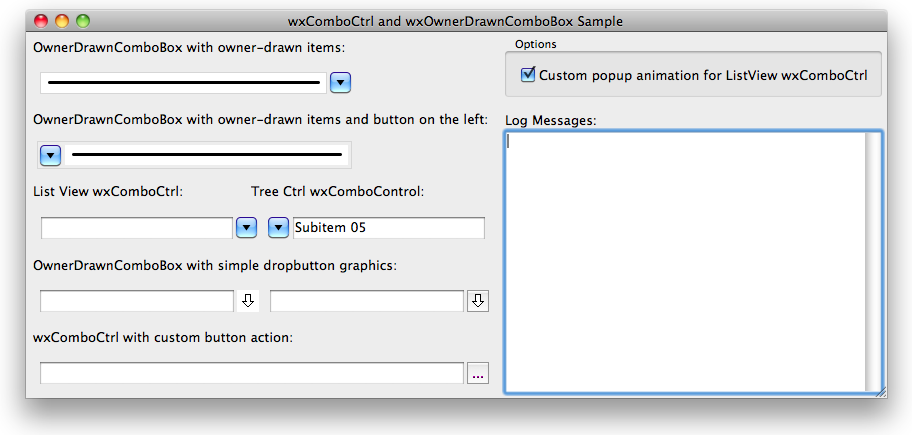 wxComboCtrl and wxOwnerDrawnComboBox Sample
OwnerDrawnComboBox with owner-drawn items:
OwnerDrawnComboBox with owner-drawn items and button on the left:
List View wxComboCtrl:
Tree Ctrl wxComboControl:
Subitem 05
OwnerDrawnComboBox with simple dropbutton graphics:
wxComboCtrl with custom button action:
...
Options
Custom popup animation for ListView wxComboCtrl
Log Messages: